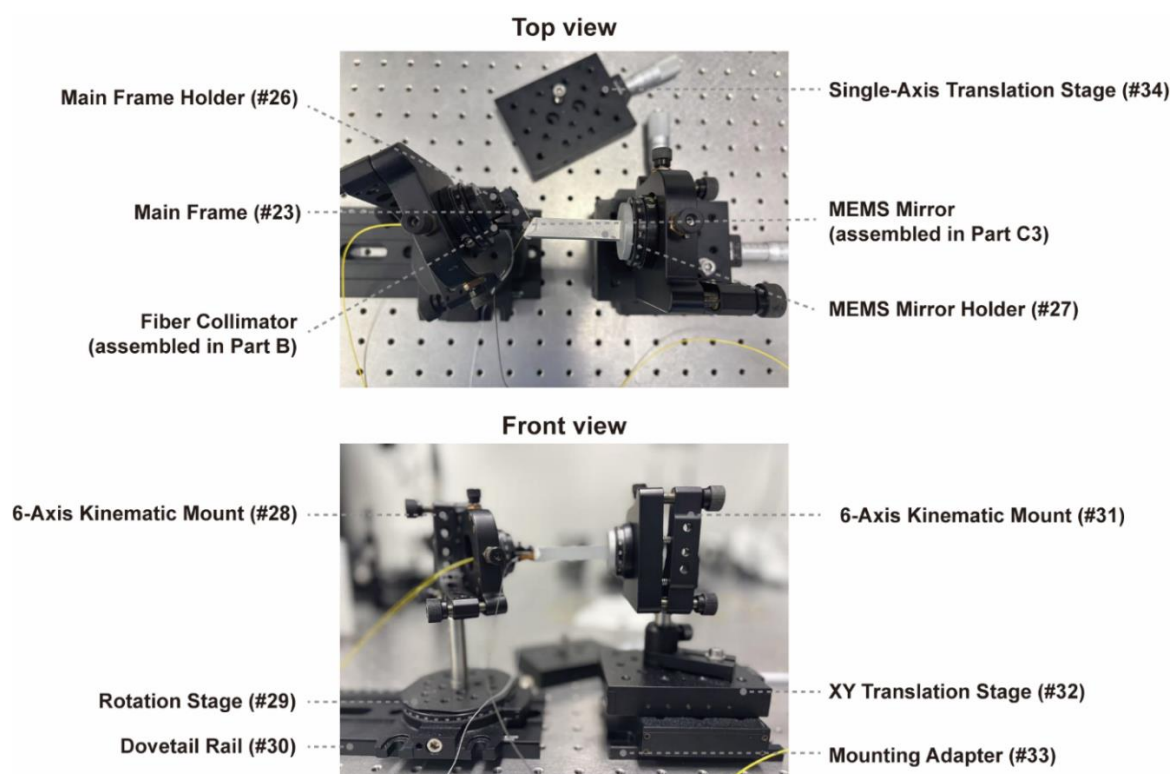 Top view
Main Frame Holder (#26)
Single-Axis Translation Stage (#34)
Main Frame (#23)
MEMS Mirror
(assembled in Part C3)
Fiber Collimator
(assembled in Part B)
MEMS Mirror Holder (#27)
Front view
6-Axis Kinematic Mount (#28)
6-Axis Kinematic Mount (#31)
Rotation Stage (#29)
XY Translation Stage (#32)
Dovetail Rail (#30)
Mounting Adapter (#33)